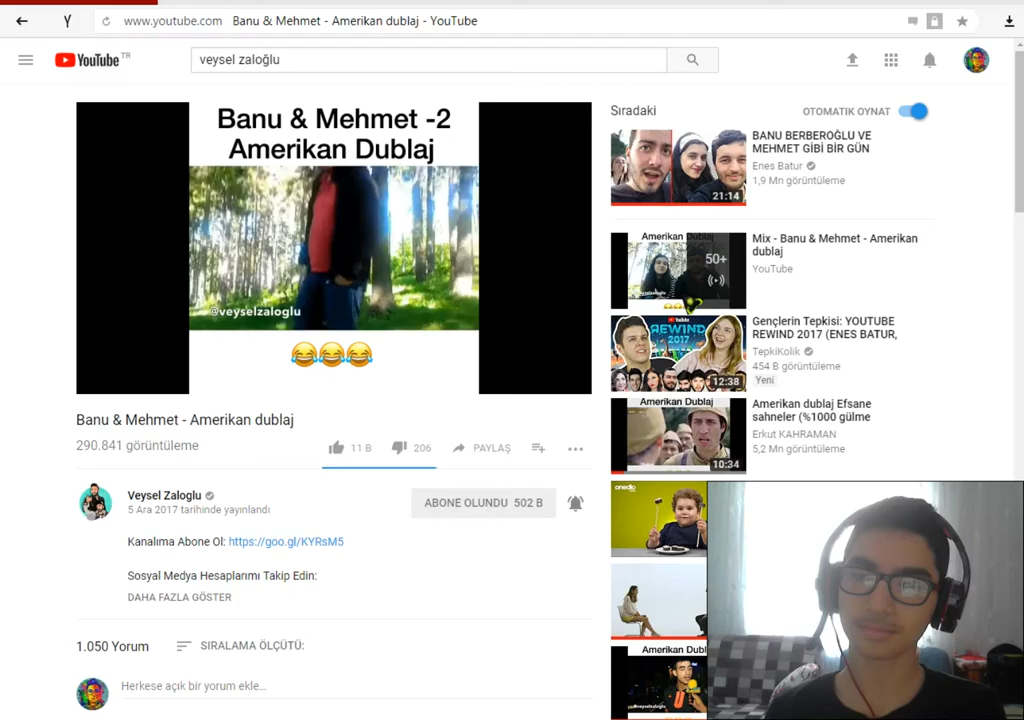 www.youtube.com Banu & Mehmet - Amerikan dublaj - YouTube
YouTube TR
veysel zaloğlu
Banu & Mehmet -2
Amerikan Dublaj
@veyselzaloglu
Banu & Mehmet - Amerikan dublaj
290.841 görüntüleme
11 B
206
PAYLAŞ
Veysel Zaloglu
5 Ara 2017 tarihinde yayınlandı
ABONE OLUNDU 502 B
Kanalıma Abone Ol: https://goo.gl/KYRsM5
Sosyal Medya Hesaplarımı Takip Edin:
DAHA FAZLA GÖSTER
1.050 Yorum
SIRALAMA ÖLÇÜTÜ:
Herkese açık bir yorum ekle...
Sıradaki
OTOMATIK OYNAT
21:14
BANU BERBEROĞLU VE
MEHMET GİBİ BİR GÜN
Enes Batur
1,9 Mn görüntüleme
Amerikan Dublaj
50+
Mix - Banu & Mehmet - Amerikan
dublaj
YouTube
REWIND
2017
12:38
Gençlerin Tepkisi: YOUTUBE
REWIND 2017 (ENES BATUR,
TepkiKolik
454 B görüntüleme
Yeni
Amerikan Dublaj
10:34
Amerikan dublaj Efsane
sahneler (%1000 gülme
Erkut KAHRAMAN
5,2 Mn görüntüleme
onedio
Amerikan Dubl